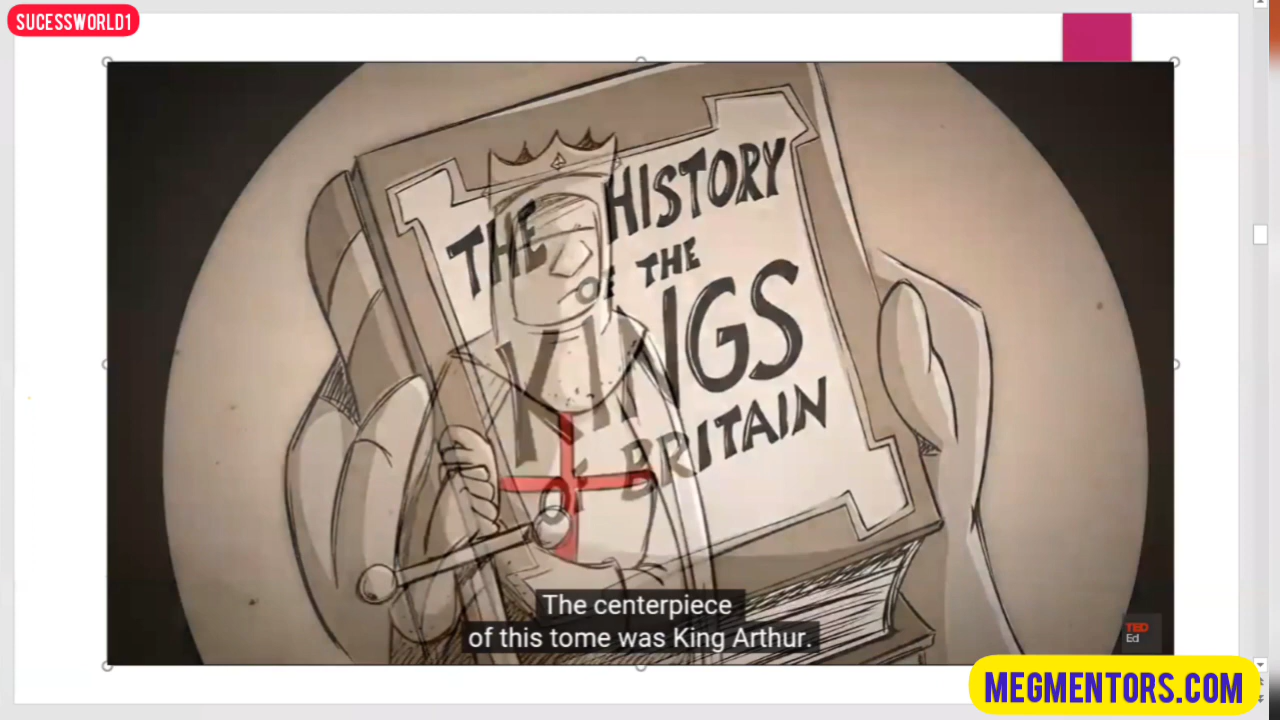 SUCESSWORLD1
THE HISTORY
OF THE
KINGS
OF BRITAIN
The centerpiece
of this tome was King Arthur.
TED
Ed
MEGMENTORS.COM